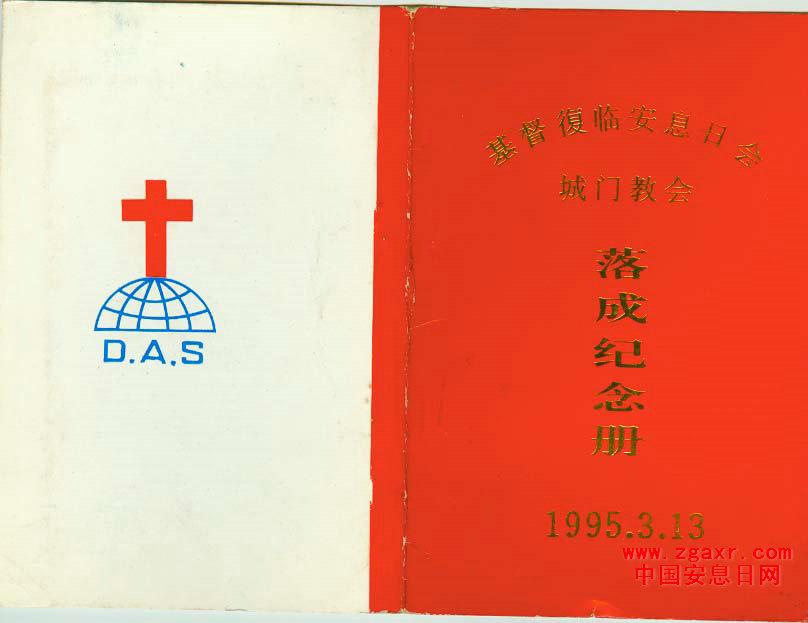 D.A.S
基督復临安息日会
城门教会
落成纪念册
1995.3.13
www.zgaxr.com
中国安息日网